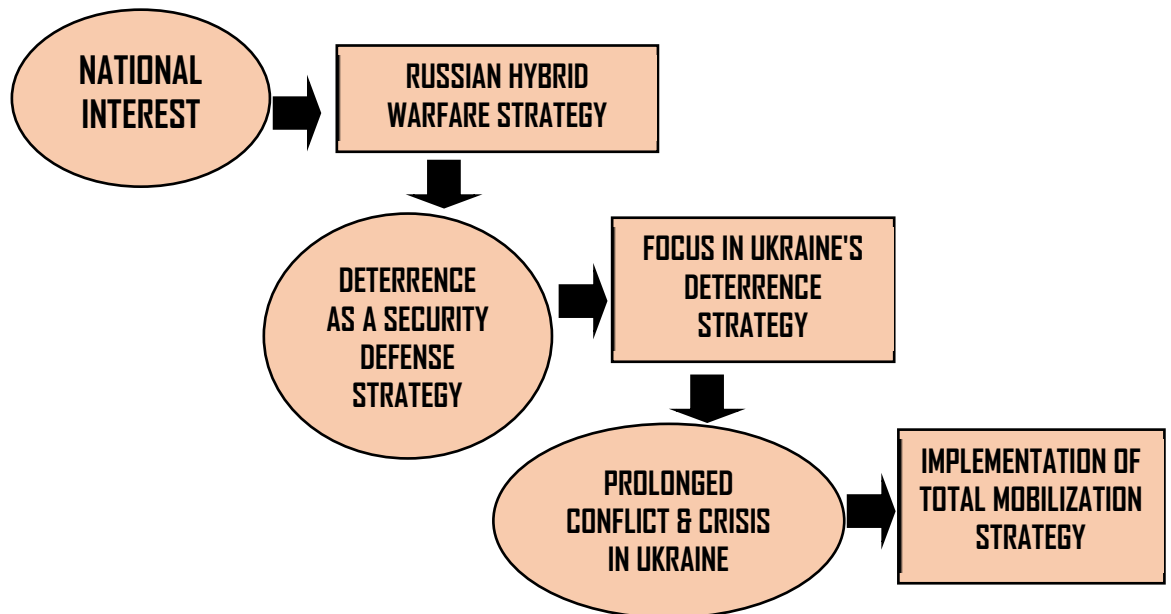 NATIONAL
INTEREST
RUSSIAN HYBRID
WARFARE STRATEGY
DETERRENCE
AS A SECURITY
DEFENSE
STRATEGY
FOCUS IN UKRAINE'S
DETERRENCE
STRATEGY
PROLONGED
CONFLICT & CRISIS
IN UKRAINE
IMPLEMENTATION OF
TOTAL MOBILIZATION
STRATEGY